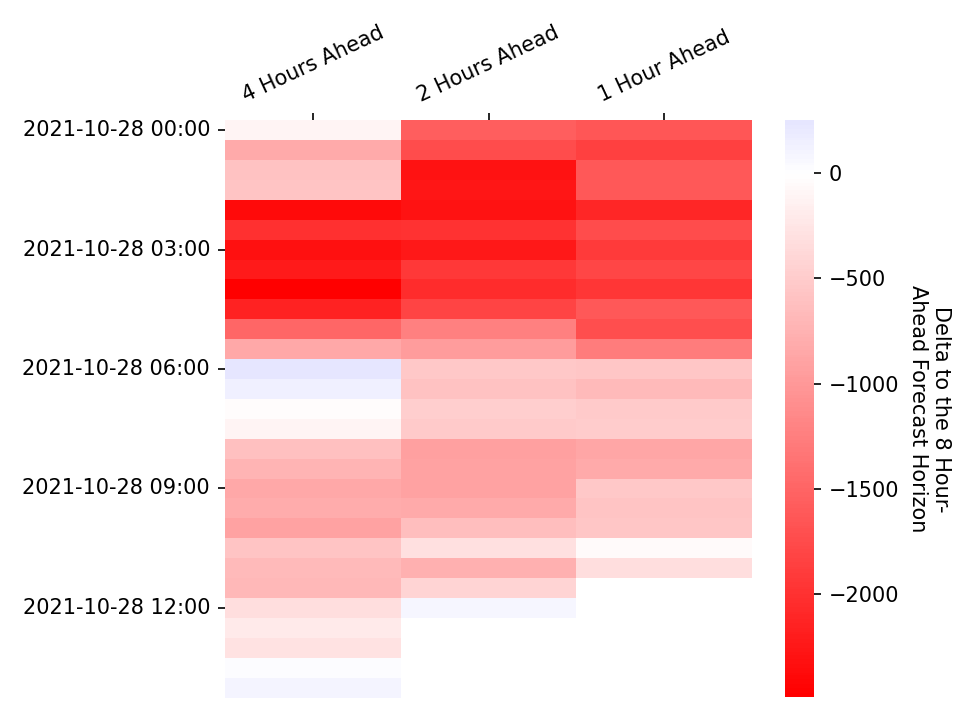 4 Hours Ahead
2 Hours Ahead
1 Hour Ahead
2021-10-28 00:00
2021-10-28 03:00
2021-10-28 06:00
2021-10-28 09:00
2021-10-28 12:00
0
−500
−1000
−1500
−2000
Delta to the 8 Hour-
Ahead Forecast Horizon